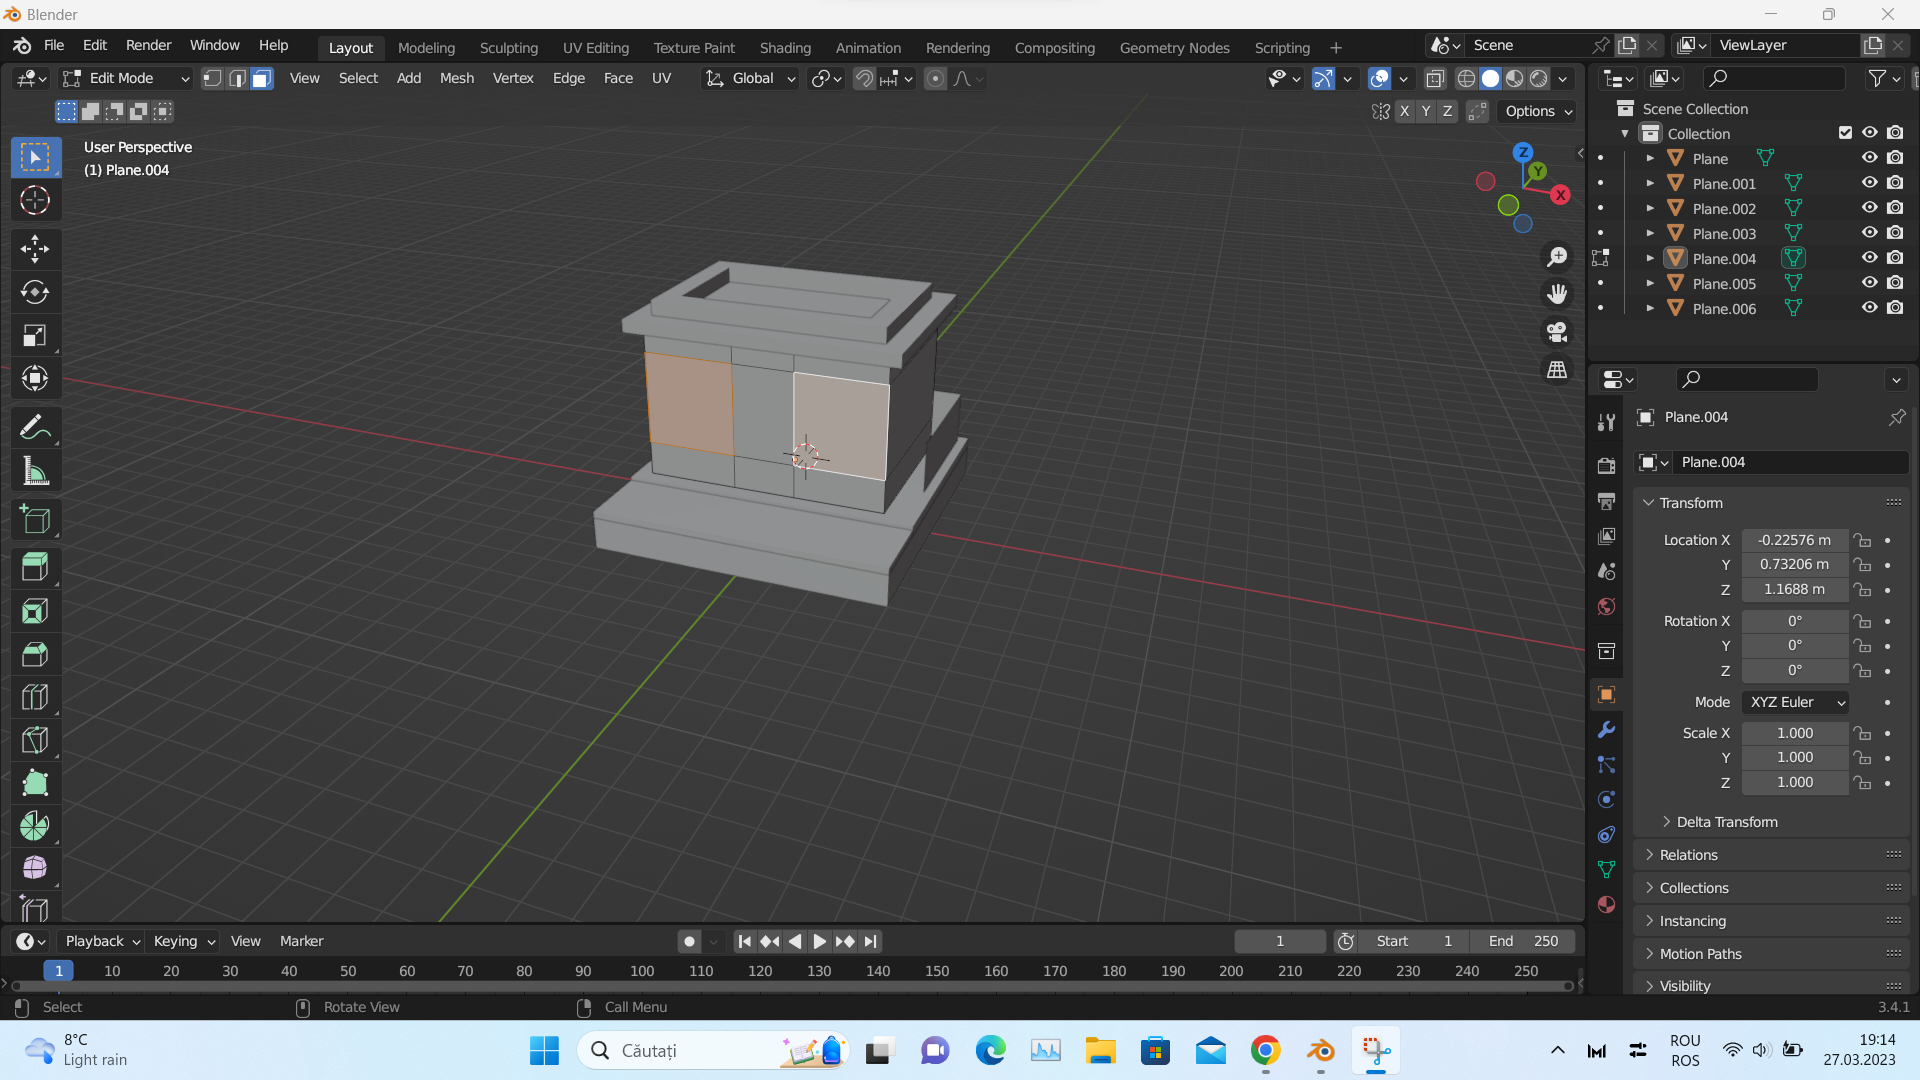 Blender
File Edit Render Window Help
Layout Modeling Sculpting UV Editing Texture Paint Shading Animation Rendering Compositing Geometry Nodes Scripting +
Scene
ViewLayer
Edit Mode
View Select Add Mesh Vertex Edge Face UV
Global
X Y Z
Options
User Perspective
(1) Plane.004
Z
Y
X
Scene Collection
Collection
Plane
Plane.001
Plane.002
Plane.003
Plane.004
Plane.005
Plane.006
Plane.004
Plane.004
Transform
Location X -0.22576 m
Y 0.73206 m
Z 1.1688 m
Rotation X 0°
Y 0°
Z 0°
Mode XYZ Euler
Scale X 1.000
Y 1.000
Z 1.000
Delta Transform
Relations
Collections
Instancing
Motion Paths
Visibility
Playback Keying View Marker
1
Start 1
End 250
1 10 20 30 40 50 60 70 80 90 100 110 120 130 140 150 160 170 180 190 200 210 220 230 240 250
Select
Rotate View
Call Menu
3.4.1
8°C
Light rain
Căutați
ROU
ROS
19:14
27.03.2023